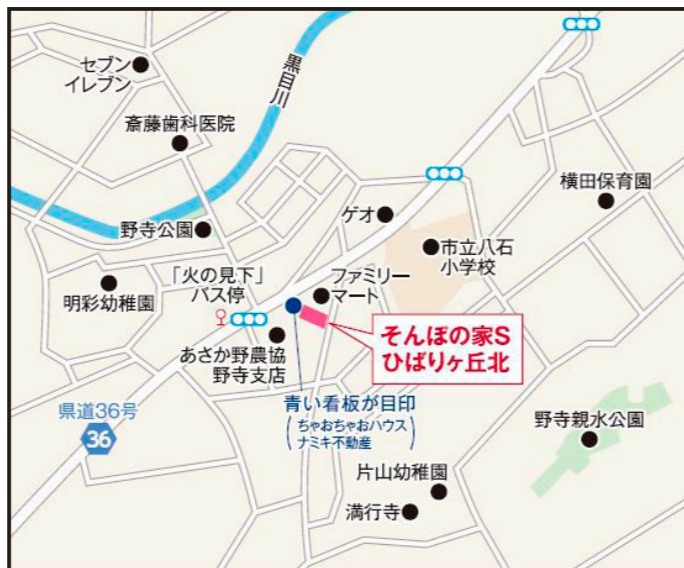 セブン
イレブン
黒目川
斎藤歯科医院
横田保育園
ゲオ
野寺公園
市立八石
小学校
「火の見下」
バス停
ファミリー
マート
明彩幼稚園
そんぽの家S
ひばりヶ丘北
あさか野農協
野寺支店
青い看板が目印
(ちゃおちゃおハウス
ナミキ不動産)
県道36号
36
野寺親水公園
片山幼稚園
満行寺